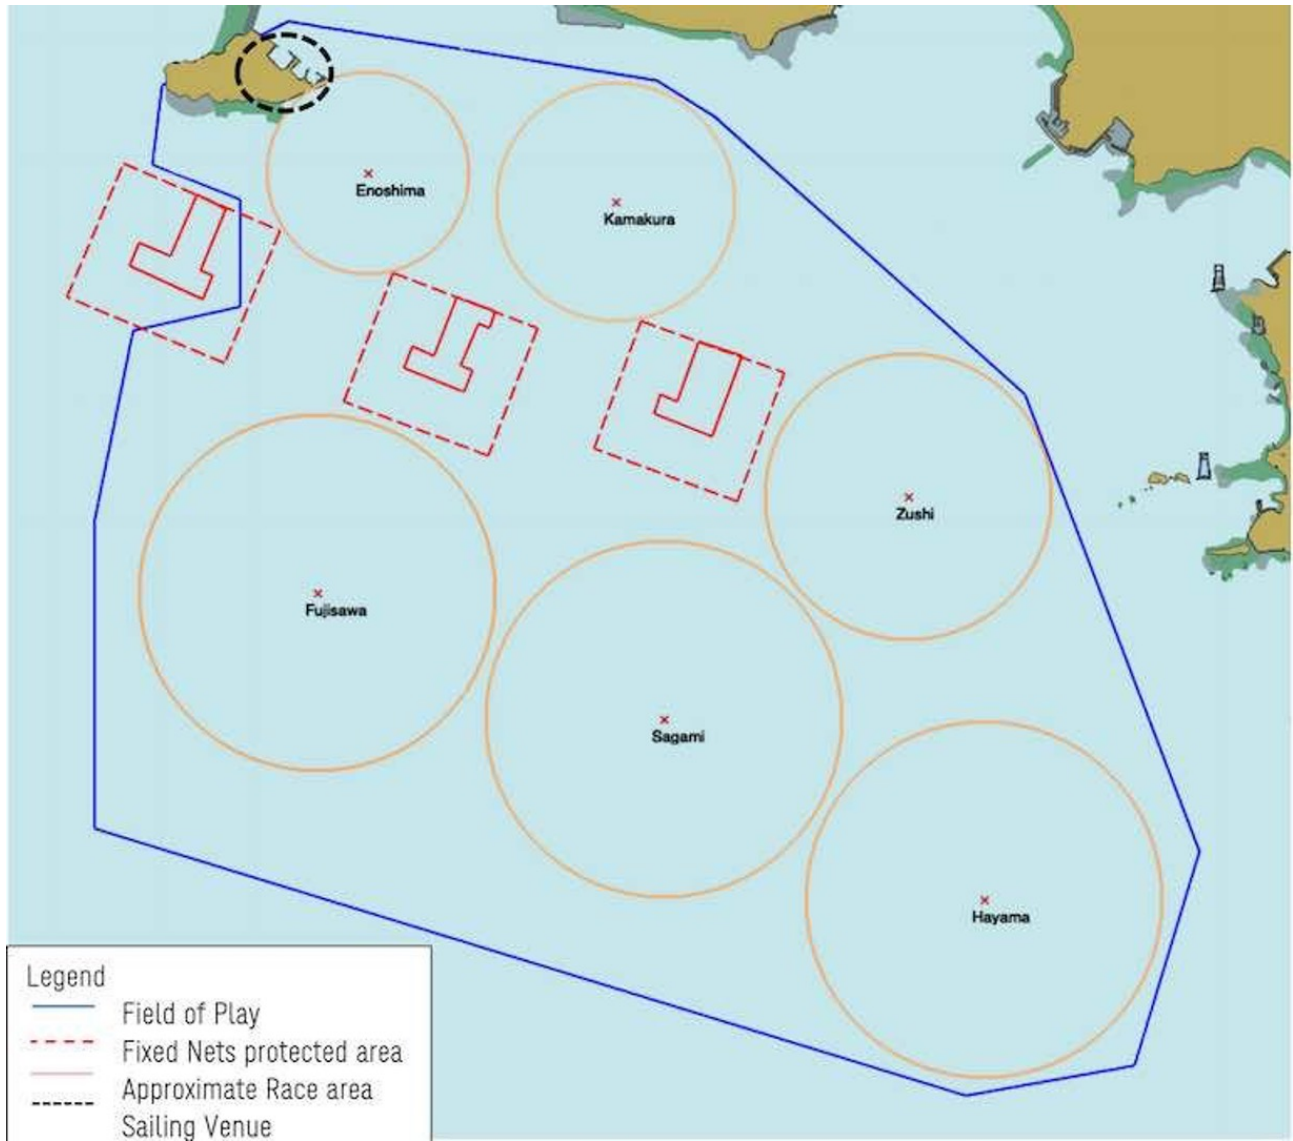 Enoshima
Kamakura
Zushi
Fujisawa
Sagami
Hayama
Legend
Field of Play
Fixed Nets protected area
Approximate Race area
Sailing Venue